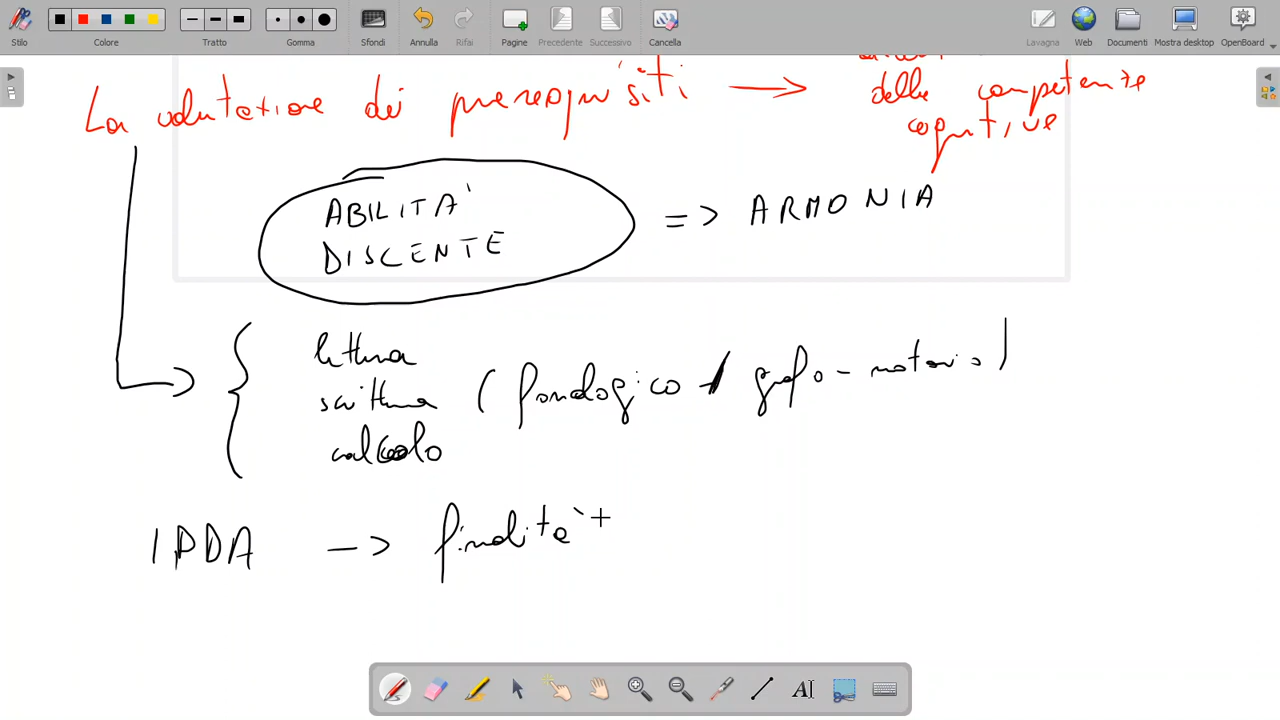 Stilo Colore Tratto Gomma Sfondi Annulla Rifai Pagine Precedente Successivo Cancella Lavagna Web Documenti Mostra desktop OpenBoard
La valutazione dei prerequisiti → delle competenze
cognitive
ABILITA'
DISCENTE => ARMONIA
lettura
scrittura (fonologico / grafo-motorio)
calcolo
IPDA -> finalità